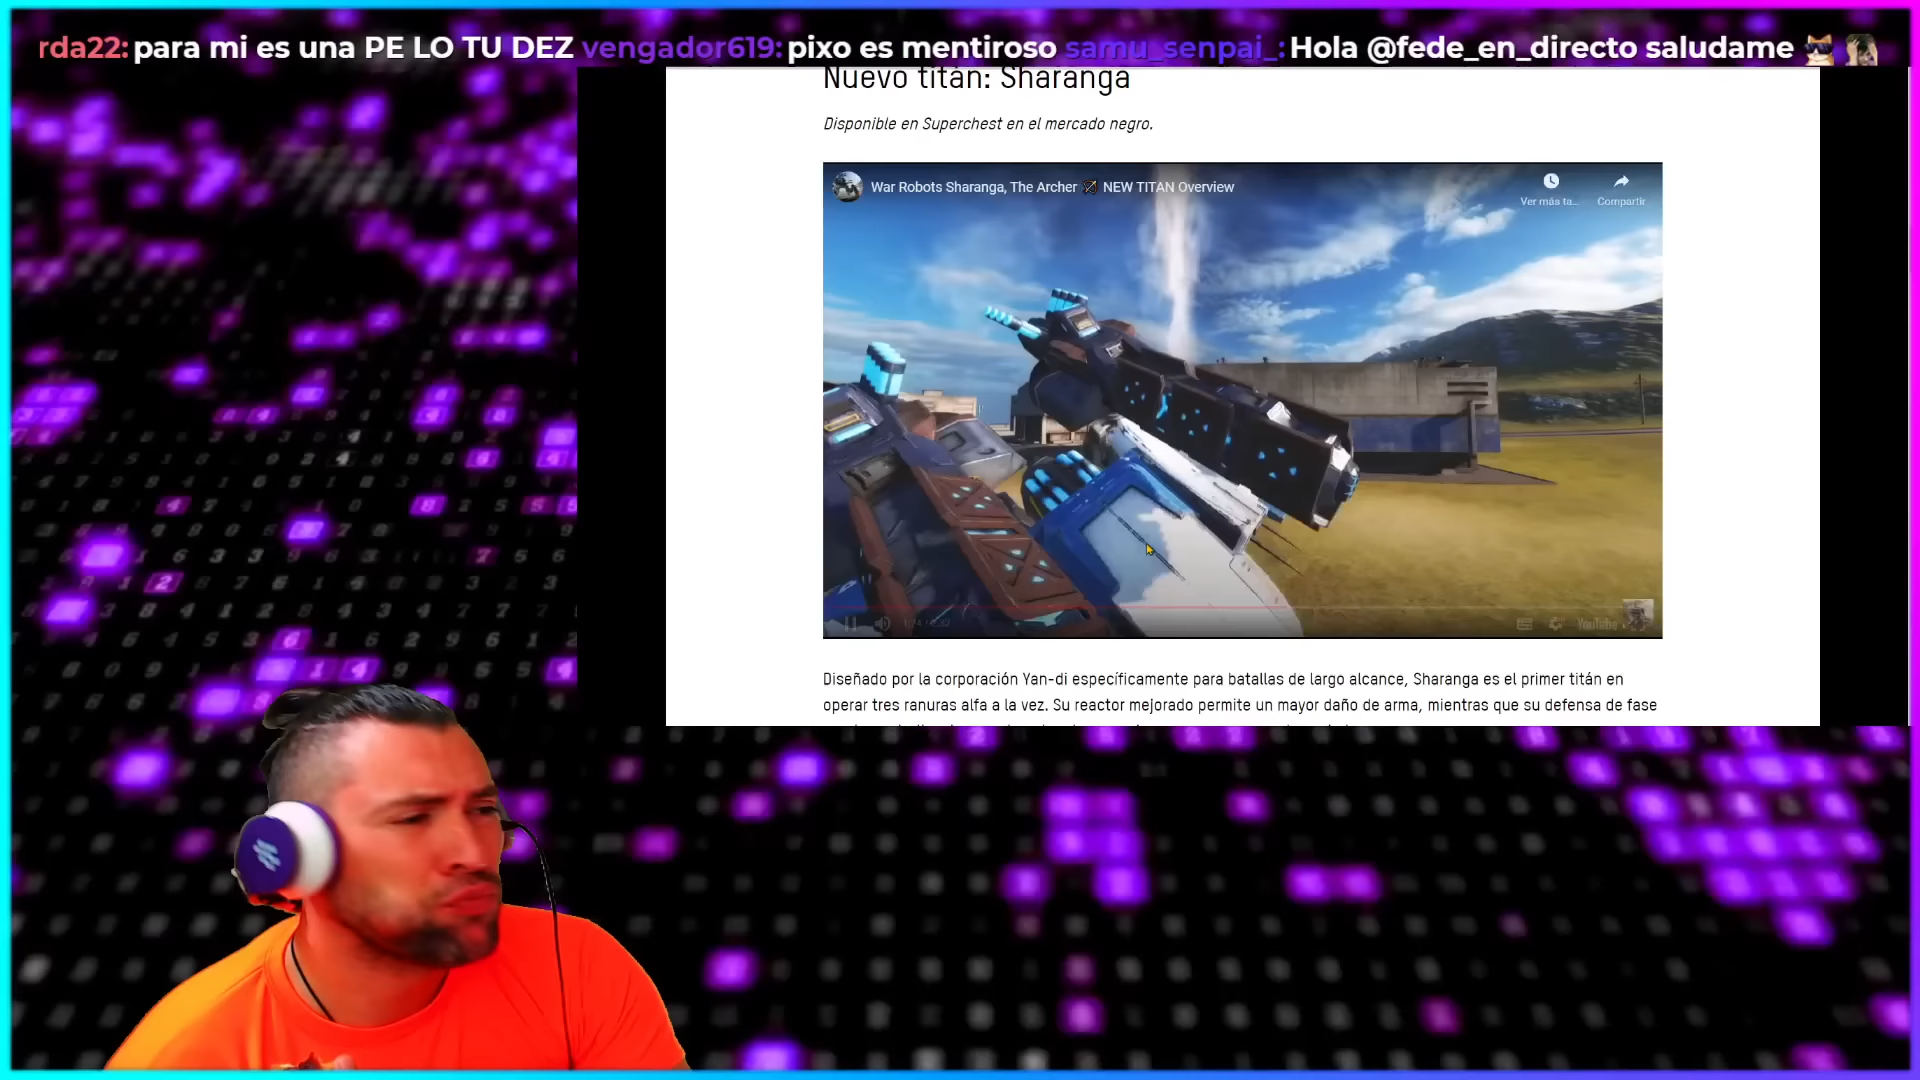 rda22: para mi es una PE LO TU DEZ vengador619: pixo es mentiroso samu_senpai_: Hola @fede_en_directo saludame
Nuevo titán: Sharanga
Disponible en Superchest en el mercado negro.
War Robots Sharanga, The Archer NEW TITAN Overview
Ver más ta...
Compartir
YouTube
Diseñado por la corporación Yan-di específicamente para batallas de largo alcance, Sharanga es el primer titán en
operar tres ranuras alfa a la vez. Su reactor mejorado permite un mayor daño de arma, mientras que su defensa de fase